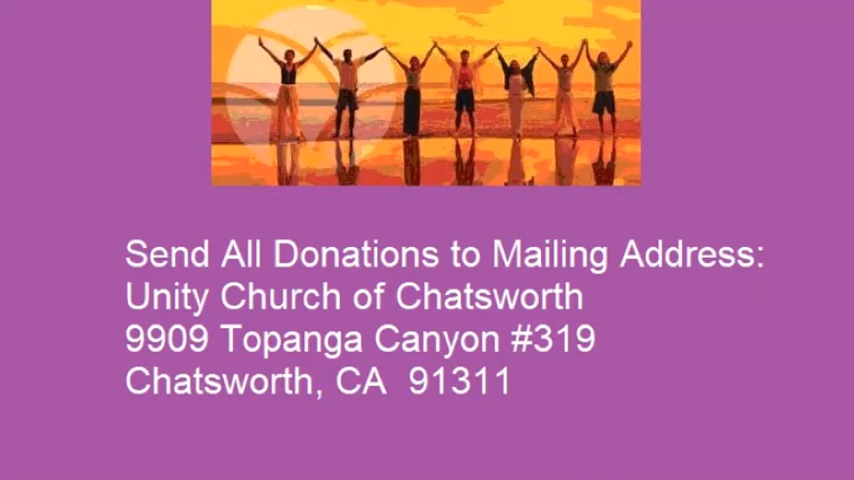 Send All Donations to Mailing Address:
Unity Church of Chatsworth
9909 Topanga Canyon #319
Chatsworth, CA  91311